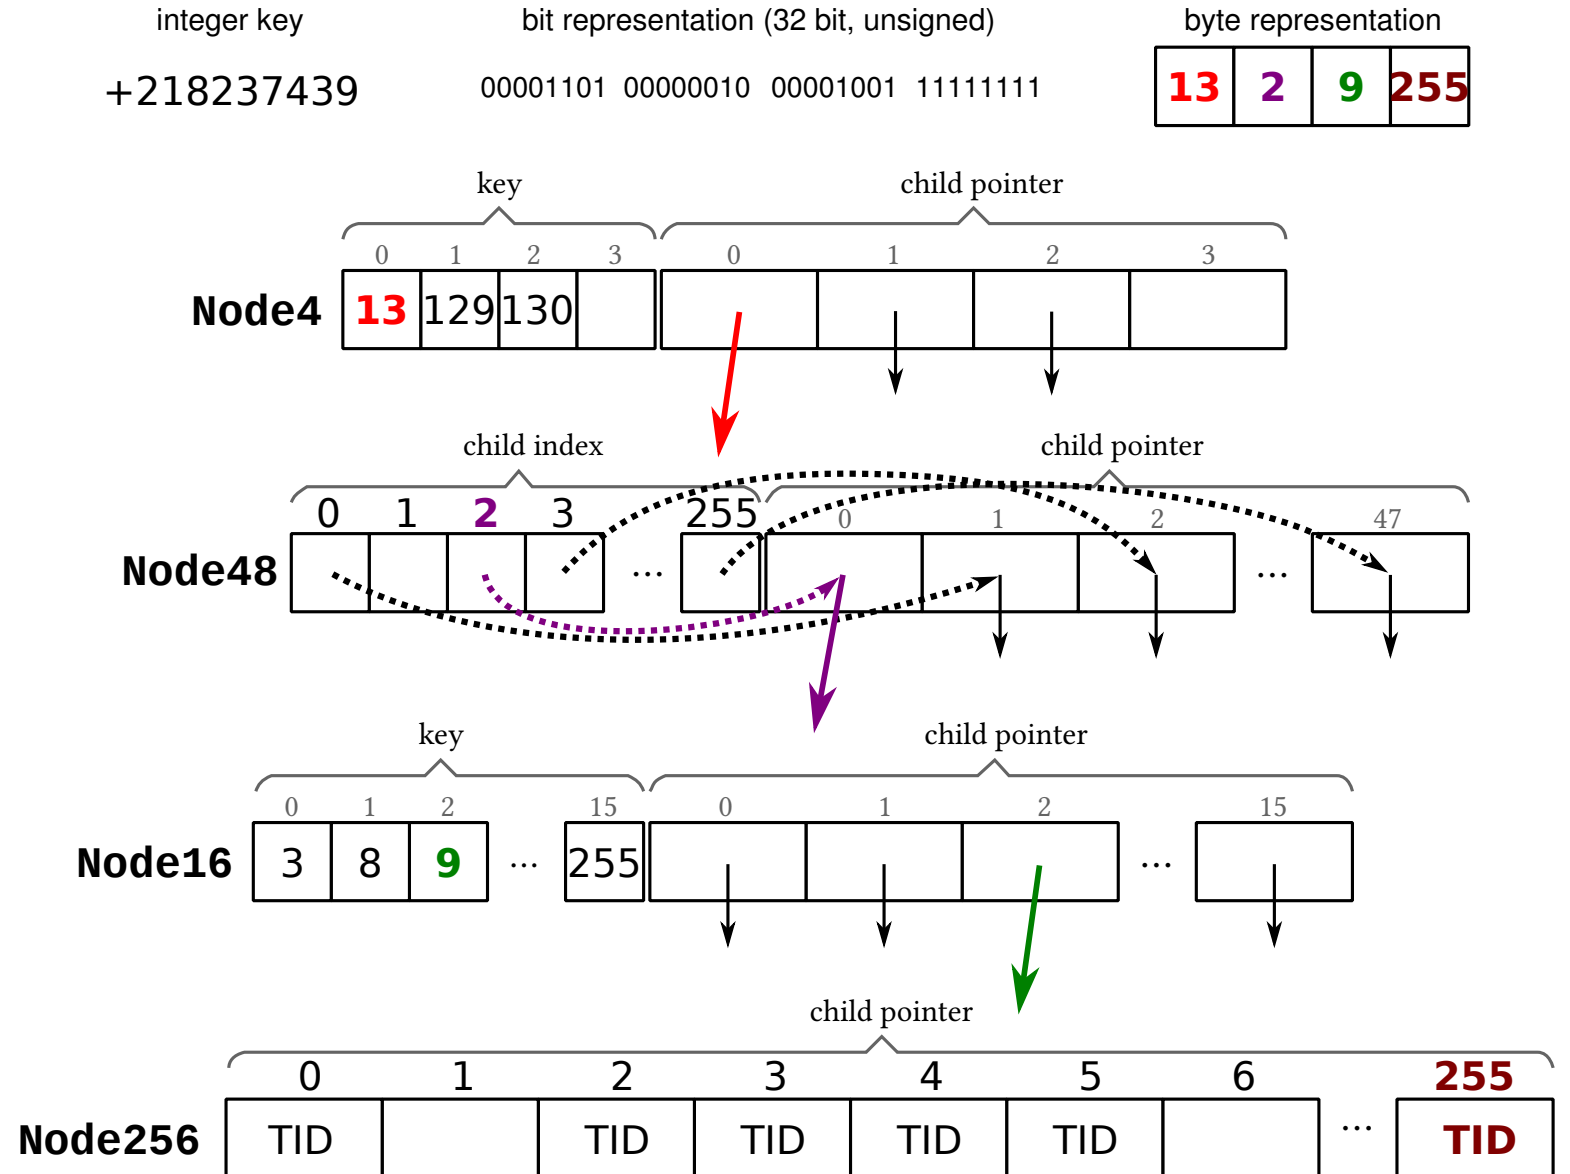 integer key bit representation (32 bit, unsigned) byte representation
+218237439 00001101 00000010 00001001 11111111 13 2 9 255
key child pointer
0 1 2 3 0 1 2 3
Node4 13 129 130
child index child pointer
0 1 2 3 255 0 1 2 47
Node48 ... ...
key child pointer
0 1 2 15 0 1 2 15
Node16 3 8 9 ... 255 ...
child pointer
0 1 2 3 4 5 6 255
Node256 TID TID TID TID TID ... TID